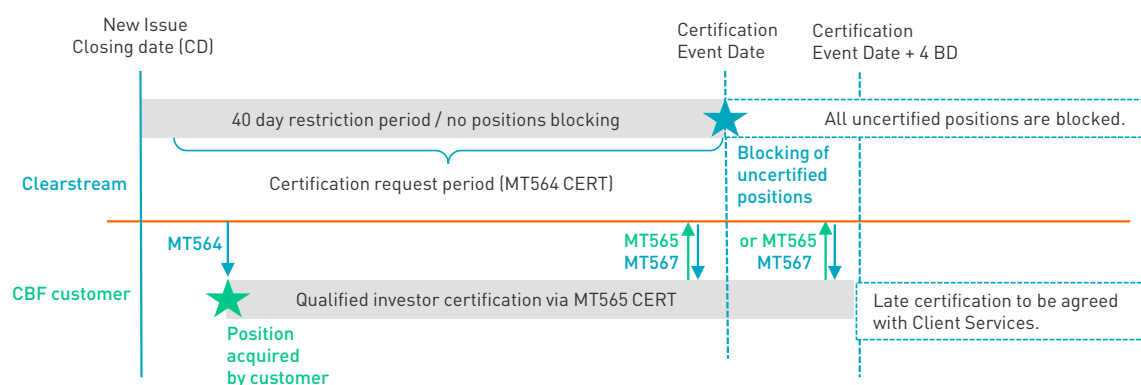 New Issue
Closing date (CD)
Certification
Event Date
Certification
Event Date + 4 BD
40 day restriction period / no positions blocking
All uncertified positions are blocked.
Clearstream
Certification request period (MT564 CERT)
Blocking of
uncertified
positions
MT564
MT565
MT567
or MT565
MT567
CBF customer
Qualified investor certification via MT565 CERT
Late certification to be agreed
with Client Services.
Position
acquired
by customer